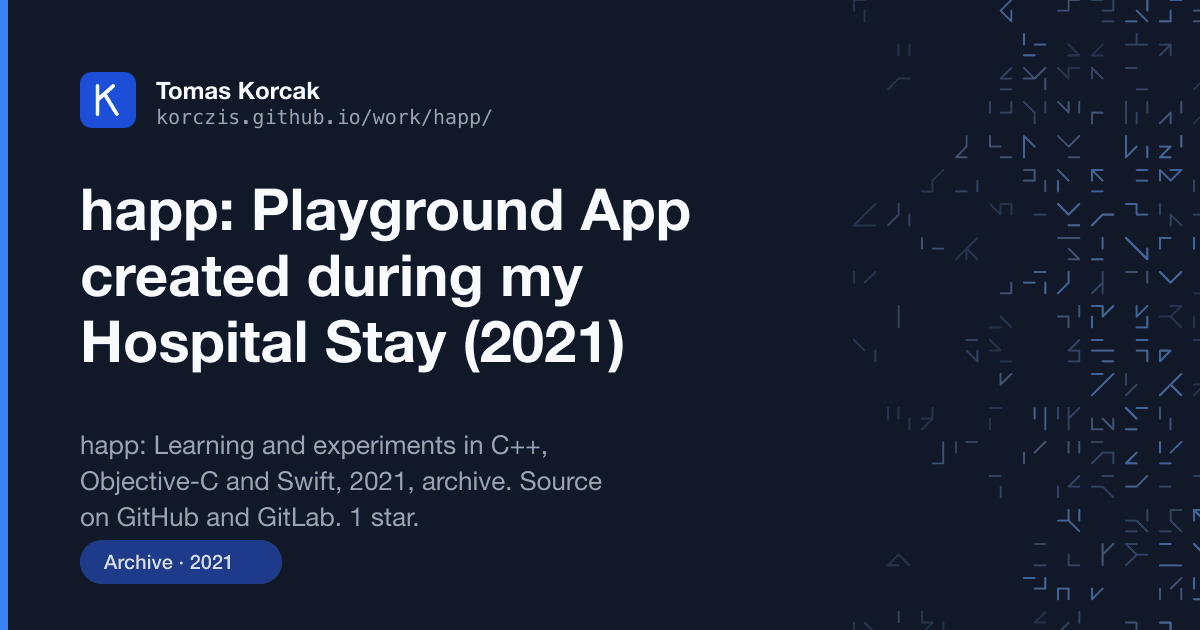 K
Tomas Korcak
korczis.github.io/work/happ/
happ: Playground App
created during my
Hospital Stay (2021)
happ: Learning and experiments in C++,
Objective-C and Swift, 2021, archive. Source
on GitHub and GitLab. 1 star.
Archive · 2021